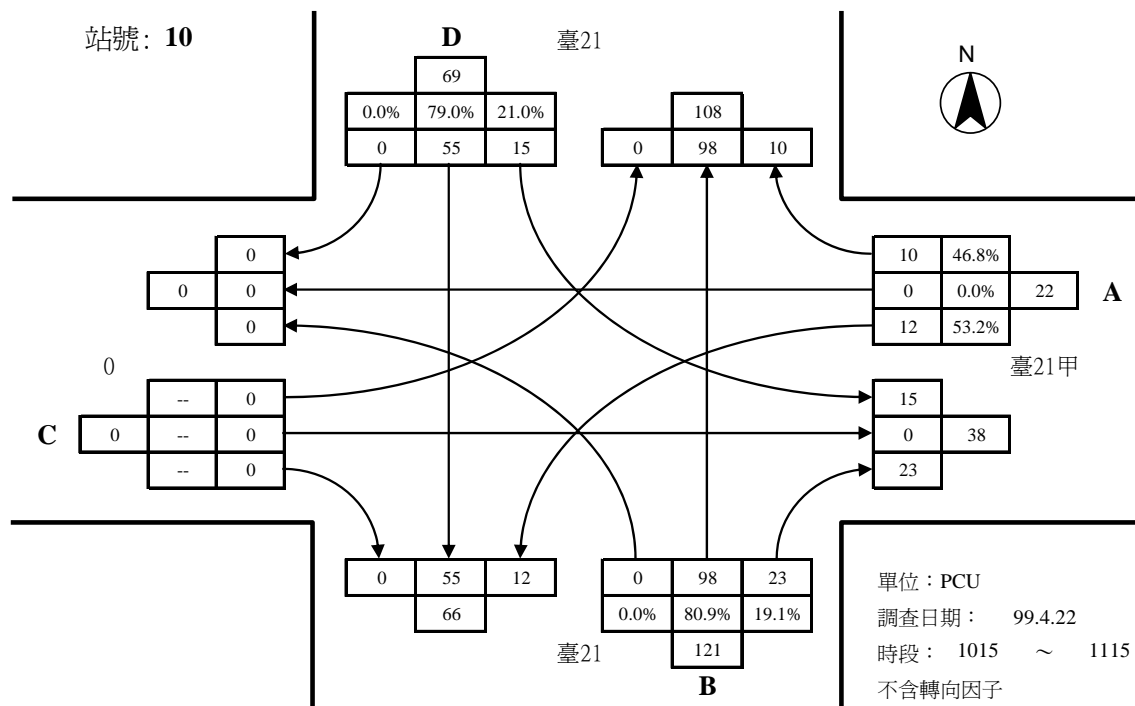 站號: 10
D
臺21
N
69
0.0% 79.0% 21.0%
0 55 15
108
0 98 10
0
0 0
0
10 46.8%
0 0.0% 22
12 53.2%
A
0
臺21甲
-- 0
C 0 -- 0
-- 0
15
0 38
23
0 55 12
66
0 98 23
0.0% 80.9% 19.1%
121
臺21
B
單位：PCU
調查日期： 99.4.22
時段： 1015 ～ 1115
不含轉向因子